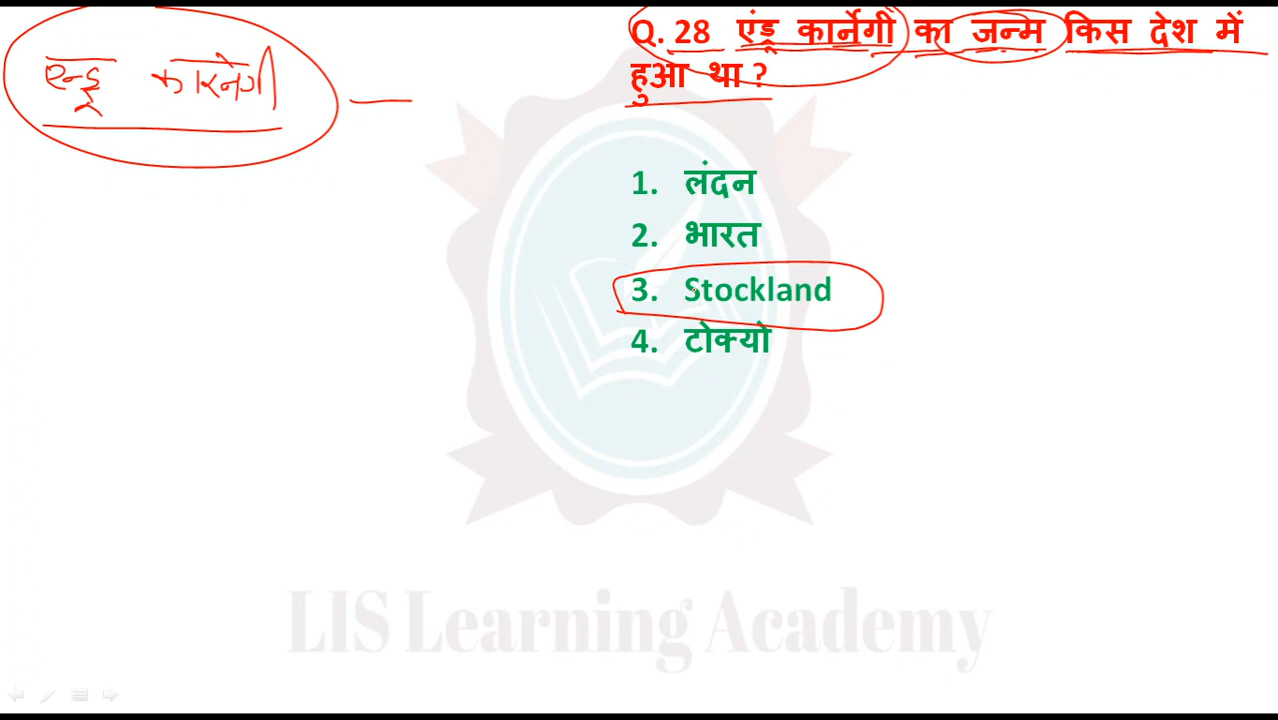 Q. 28 एंड्रू कार्नेगी का जन्म किस देश में
हुआ था ?
एन्ड्रू कारनेगी
1. लंदन
2. भारत
3. Stockland
4. टोक्यो
LIS Learning Academy